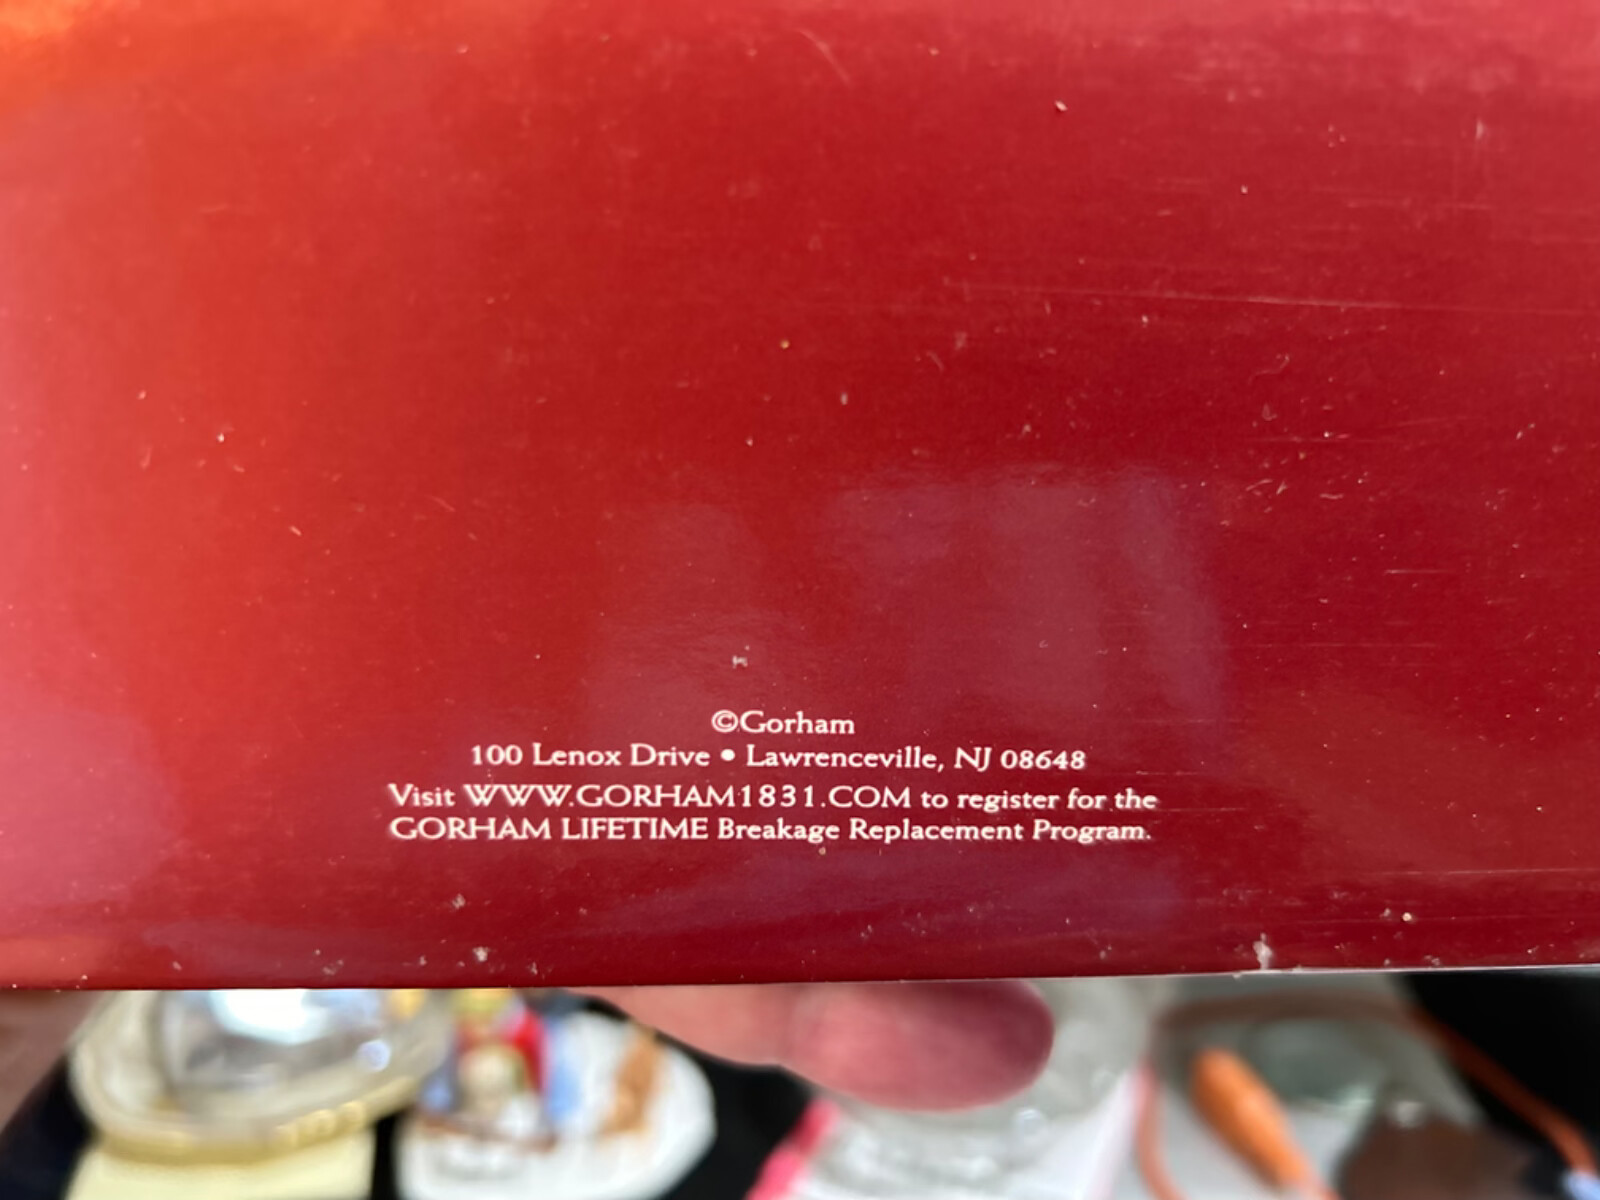 ©Gorham
100 Lenox Drive • Lawrenceville, NJ 08648
Visit WWW.GORHAM1831.COM to register for the
GORHAM LIFETIME Breakage Replacement Program.